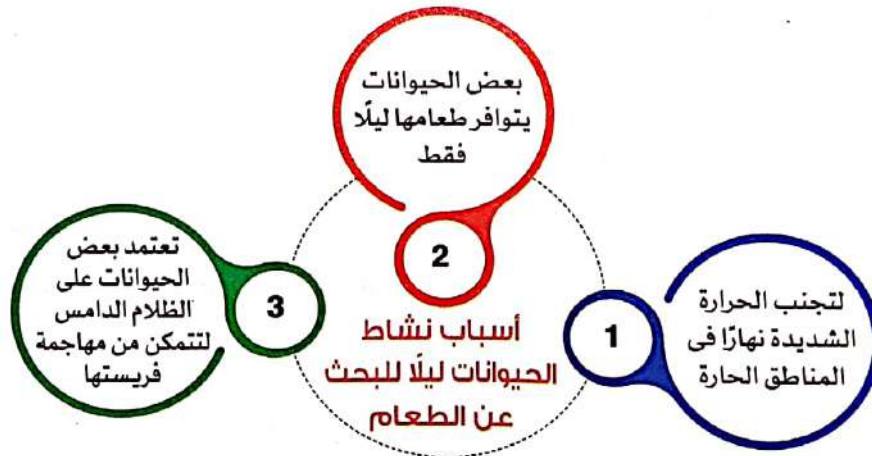 أسباب نشاط
الحيوانات ليلًا للبحث
عن الطعام
1
لتجنب الحرارة
الشديدة نهارًا فى
المناطق الحارة
2
بعض الحيوانات
يتوافر طعامها ليلًا
فقط
3
تعتمد بعض
الحيوانات على
الظلام الدامس
لتتمكن من مهاجمة
فريستها